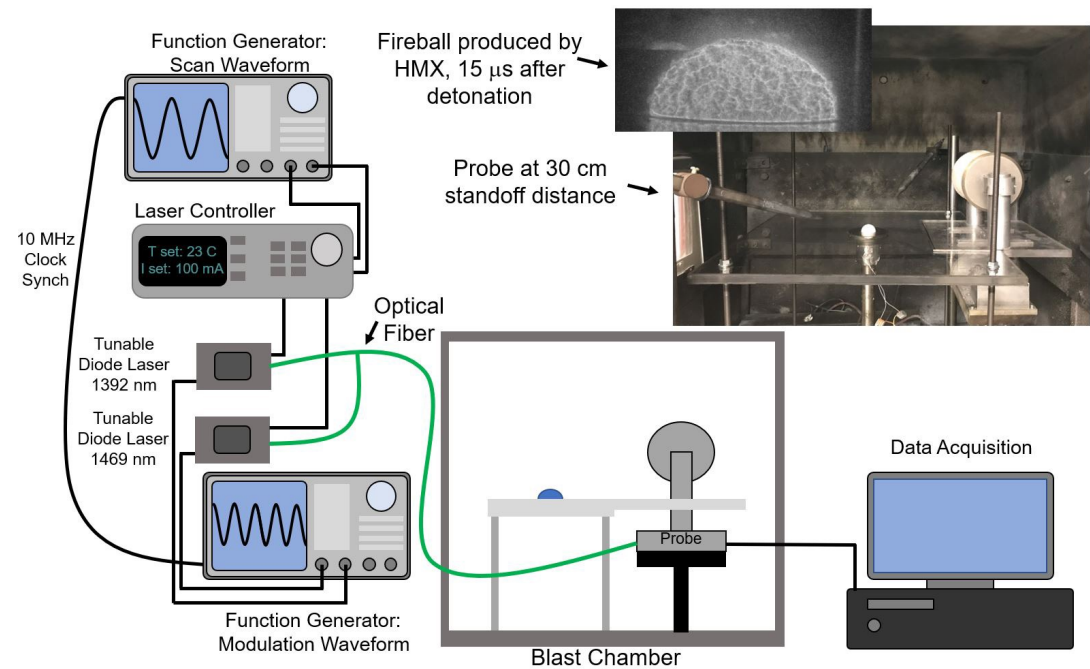 Function Generator:
Scan Waveform
Fireball produced by
HMX, 15 μs after
detonation
Probe at 30 cm
standoff distance
Laser Controller
T set: 23 C
I set: 100 mA
10 MHz
Clock
Synch
Optical
Fiber
Tunable
Diode Laser
1392 nm
Tunable
Diode Laser
1469 nm
Data Acquisition
Probe
Function Generator:
Modulation Waveform
Blast Chamber